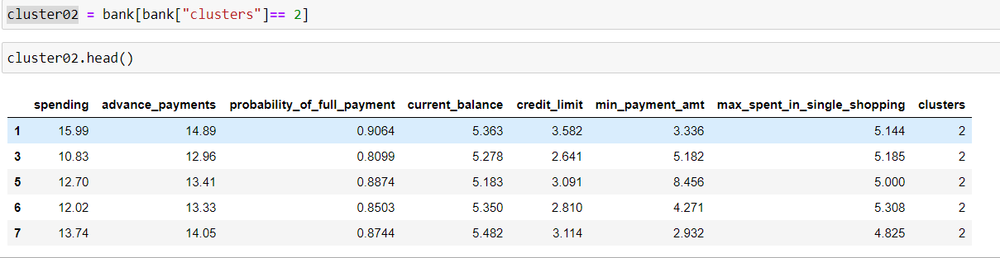 cluster02 = bank[bank["clusters"]== 2]
cluster02.head()
spending advance_payments probability_of_full_payment current_balance credit_limit min_payment_amt max_spent_in_single_shopping clusters
1 15.99 14.89 0.9064 5.363 3.582 3.336 5.144 2
3 10.83 12.96 0.8099 5.278 2.641 5.182 5.185 2
5 12.70 13.41 0.8874 5.183 3.091 8.456 5.000 2
6 12.02 13.33 0.8503 5.350 2.810 4.271 5.308 2
7 13.74 14.05 0.8744 5.482 3.114 2.932 4.825 2